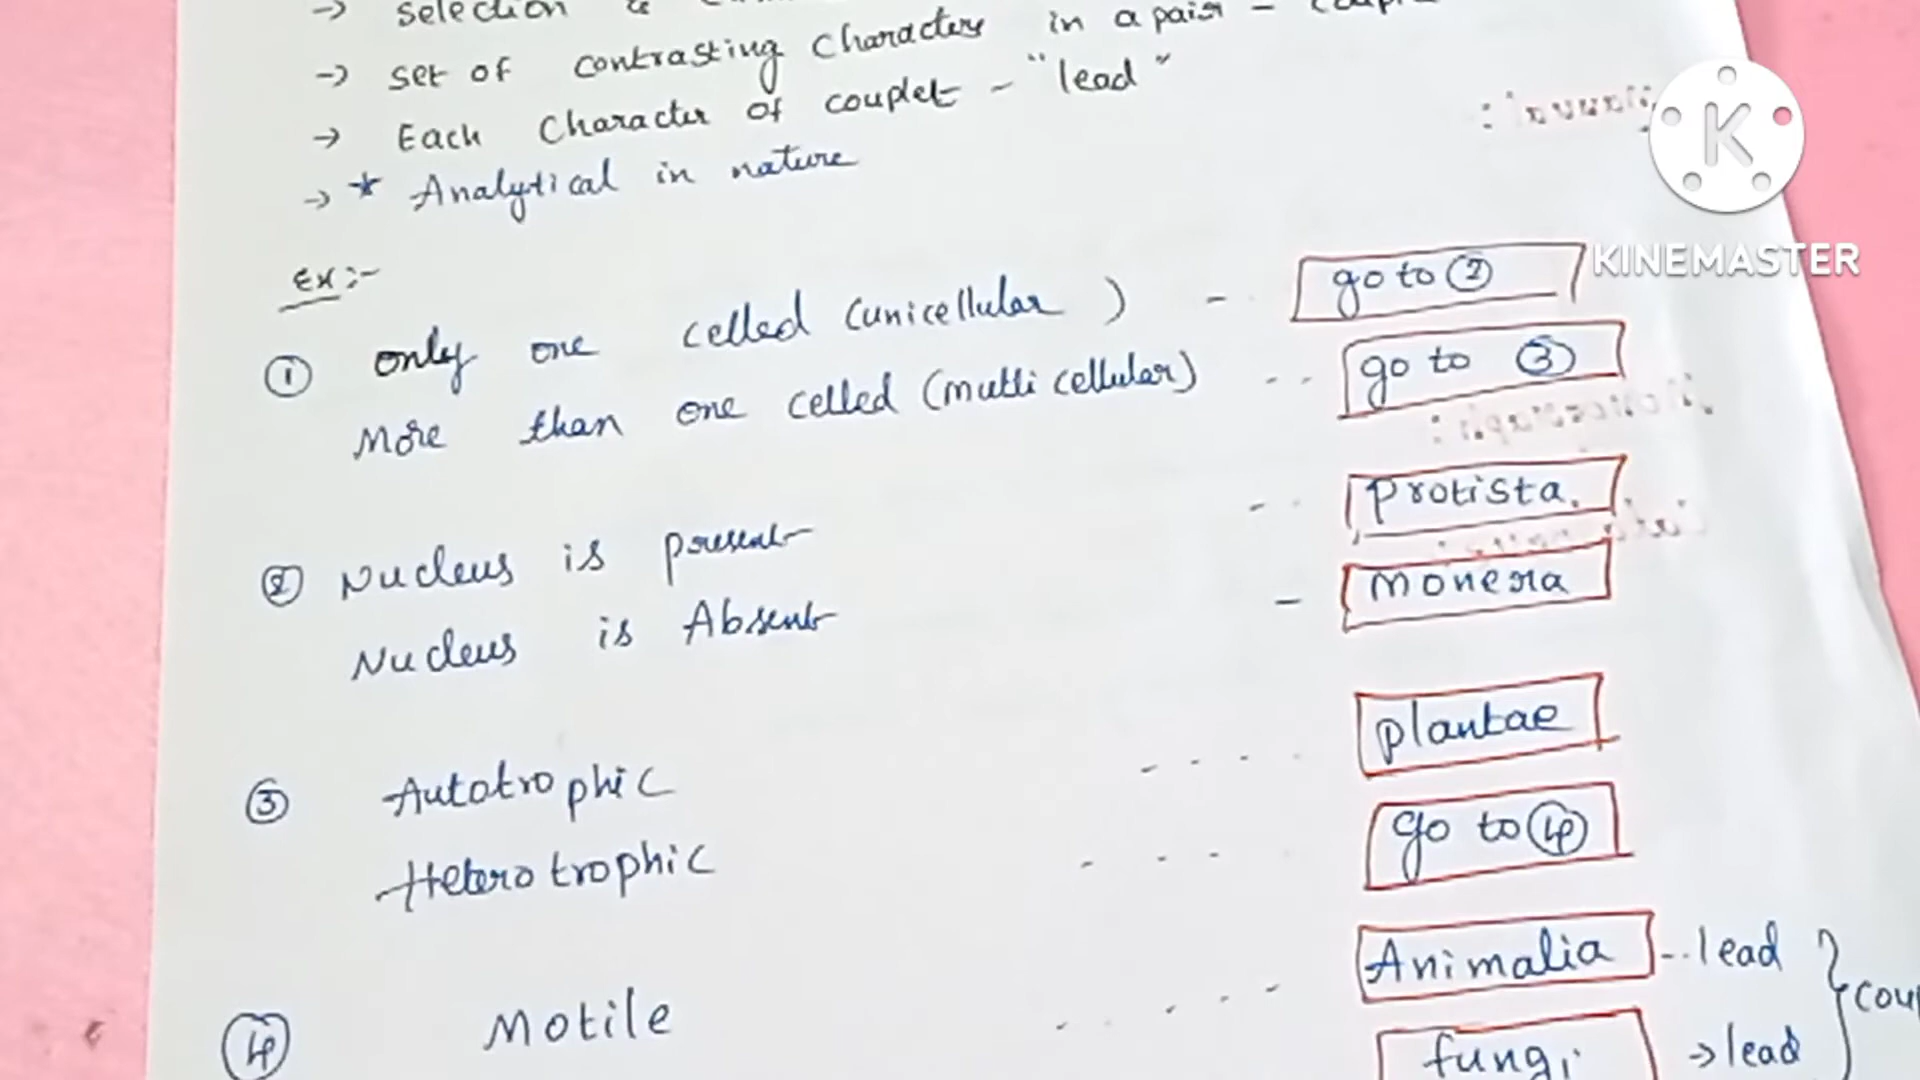 → selection &
→ set of contrasting characters in a pair -
→ Each character of couplet - "lead"
→ * Analytical in nature
Ex:-
① only one celled (unicellular) - go to ②
More than one celled (multi cellular) -- go to ③
② Nucleus is present -- Protista.
Nucleus is Absent - Monera
③ Autotrophic .... plantae
Heterotrophic ... go to ④
④ Motile .... Animalia -- lead
fungi → lead
K
KINEMASTER